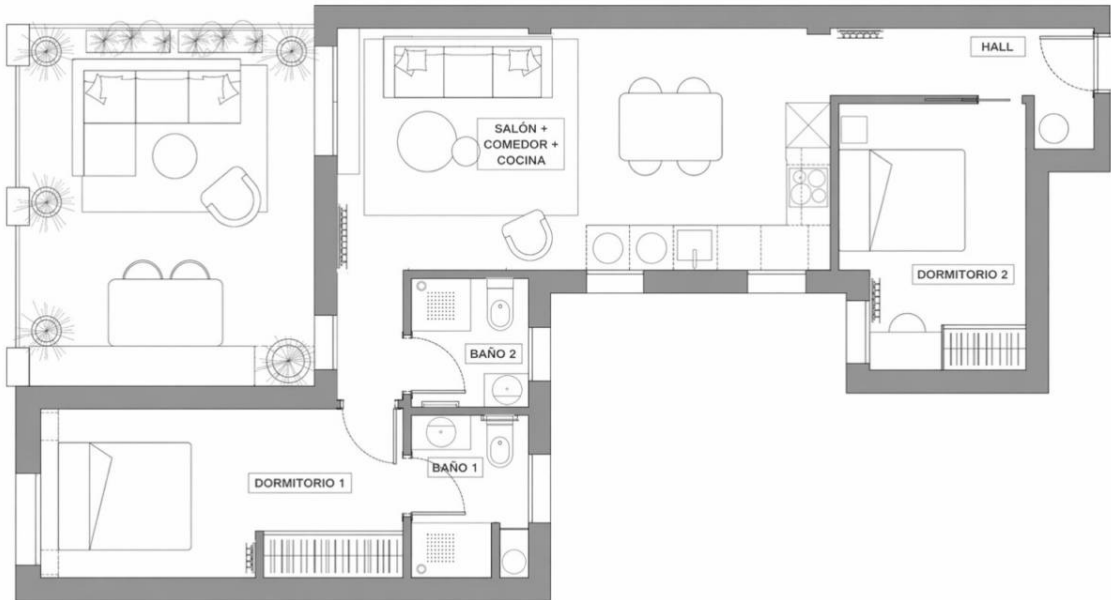 HALL
SALÓN +
COMEDOR +
COCINA
DORMITORIO 2
BAÑO 2
BAÑO 1
DORMITORIO 1